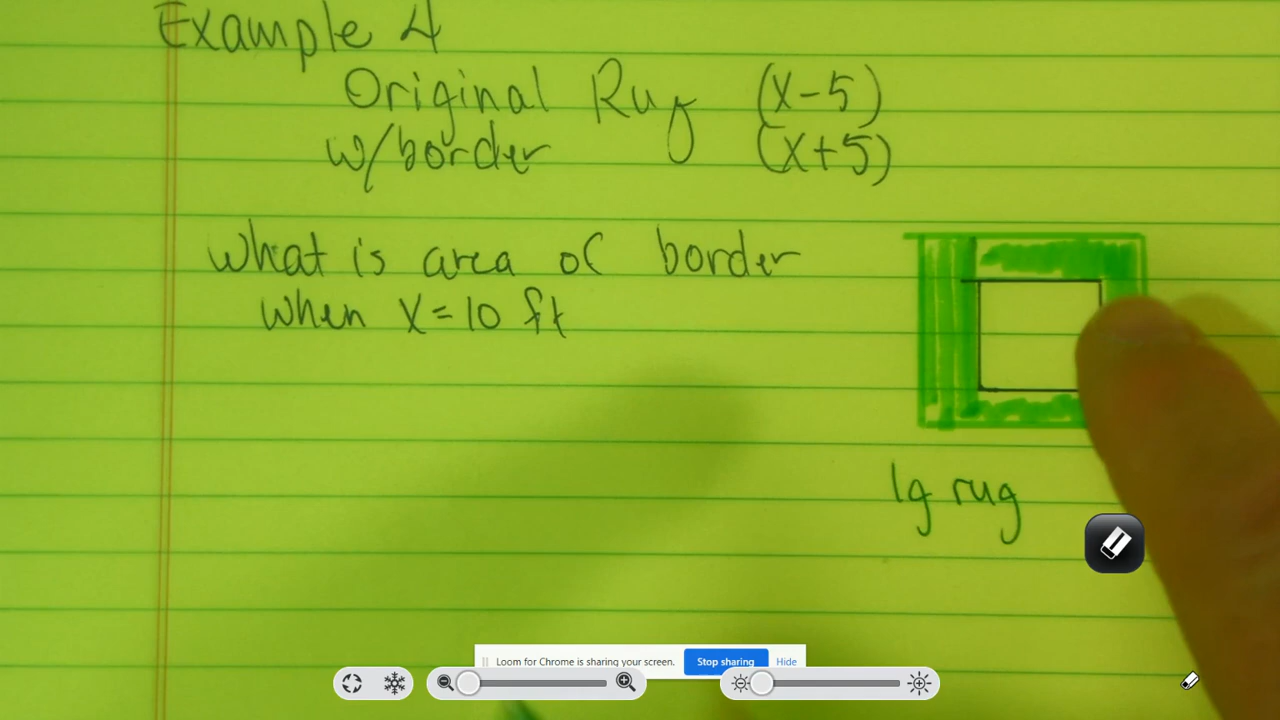 Example 4
Original Rug (x-5)
w/border (x+5)
What is area of border
when x=10 ft
lg rug
Loom for Chrome is sharing your screen. Stop sharing Hide